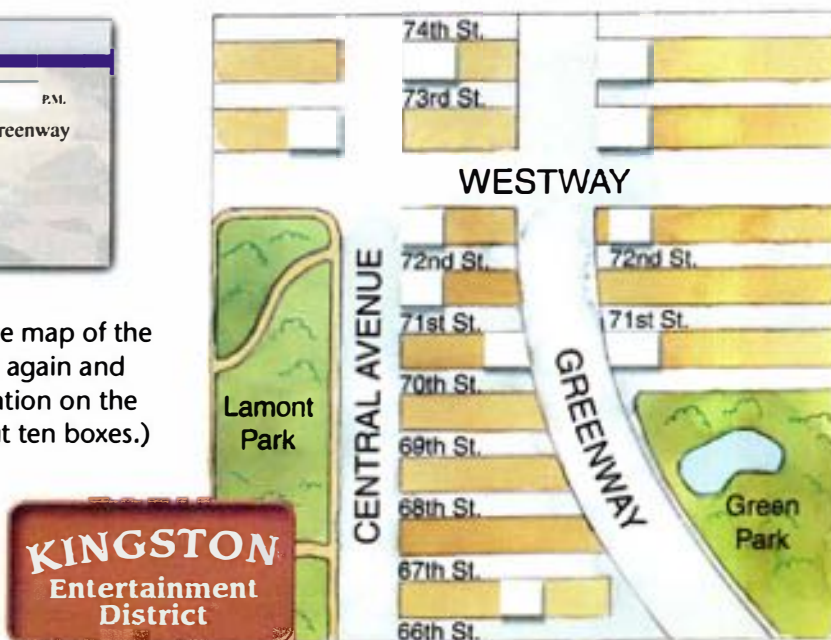 P.M.
reenway
e map of the
again and
ation on the
t ten boxes.)
KINGSTON
Entertainment
District
Lamont
Park
CENTRAL AVENUE
74th St.
73rd St.
WESTWAY
72nd St.
72nd St.
71st St.
71st St.
70th St.
69th St.
68th St.
67th St.
66th St.
GREENWAY
Green
Park